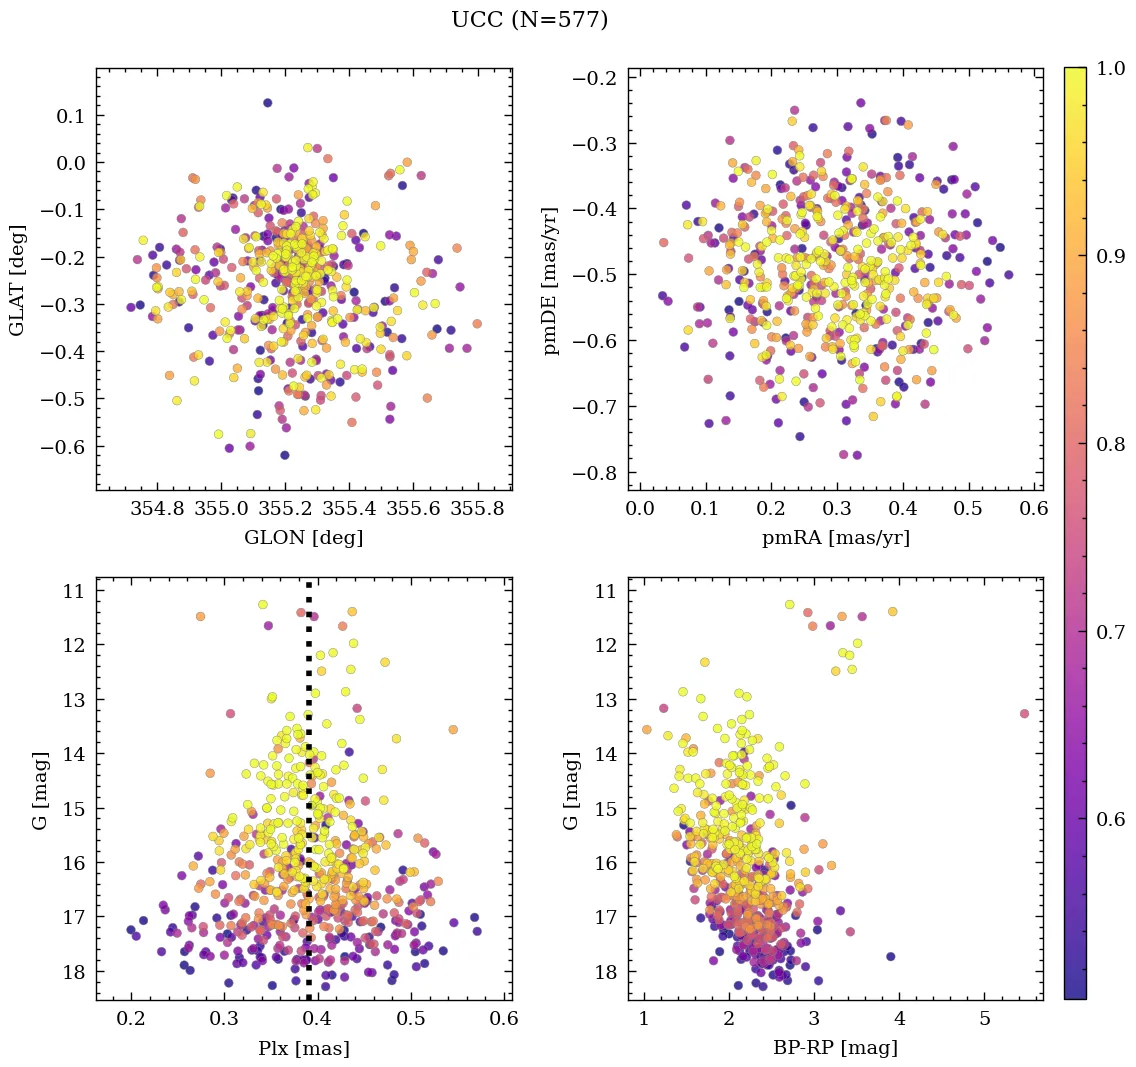 UCC (N=577)
0.1
0.0
−0.1
−0.2
−0.3
−0.4
−0.5
−0.6
GLAT [deg]
354.8 355.0 355.2 355.4 355.6 355.8
GLON [deg]
−0.2
−0.3
−0.4
−0.5
−0.6
−0.7
−0.8
pmDE [mas/yr]
0.0 0.1 0.2 0.3 0.4 0.5 0.6
pmRA [mas/yr]
11
12
13
14
15
16
17
18
G [mag]
0.2 0.3 0.4 0.5 0.6
Plx [mas]
11
12
13
14
15
16
17
18
G [mag]
1 2 3 4 5
BP-RP [mag]
1.0
0.9
0.8
0.7
0.6